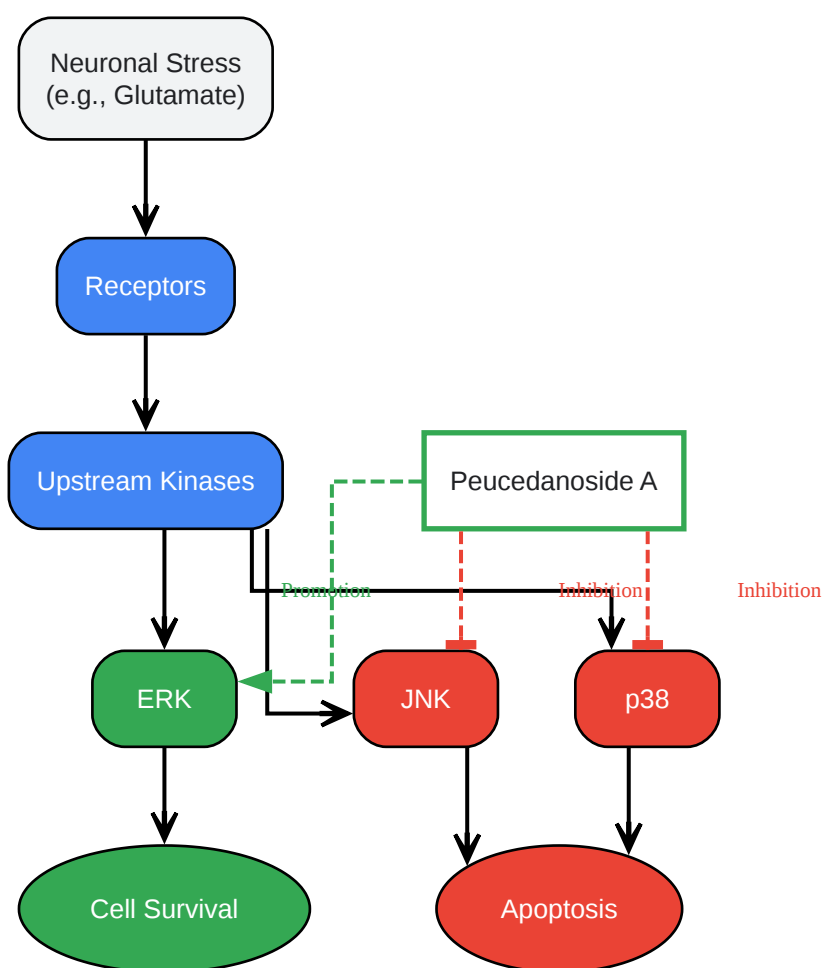 Neuronal Stress
(e.g., Glutamate)
Receptors
Upstream Kinases
Peucedanoside A
Promotion
Inhibition
Inhibition
ERK
JNK
p38
Cell Survival
Apoptosis